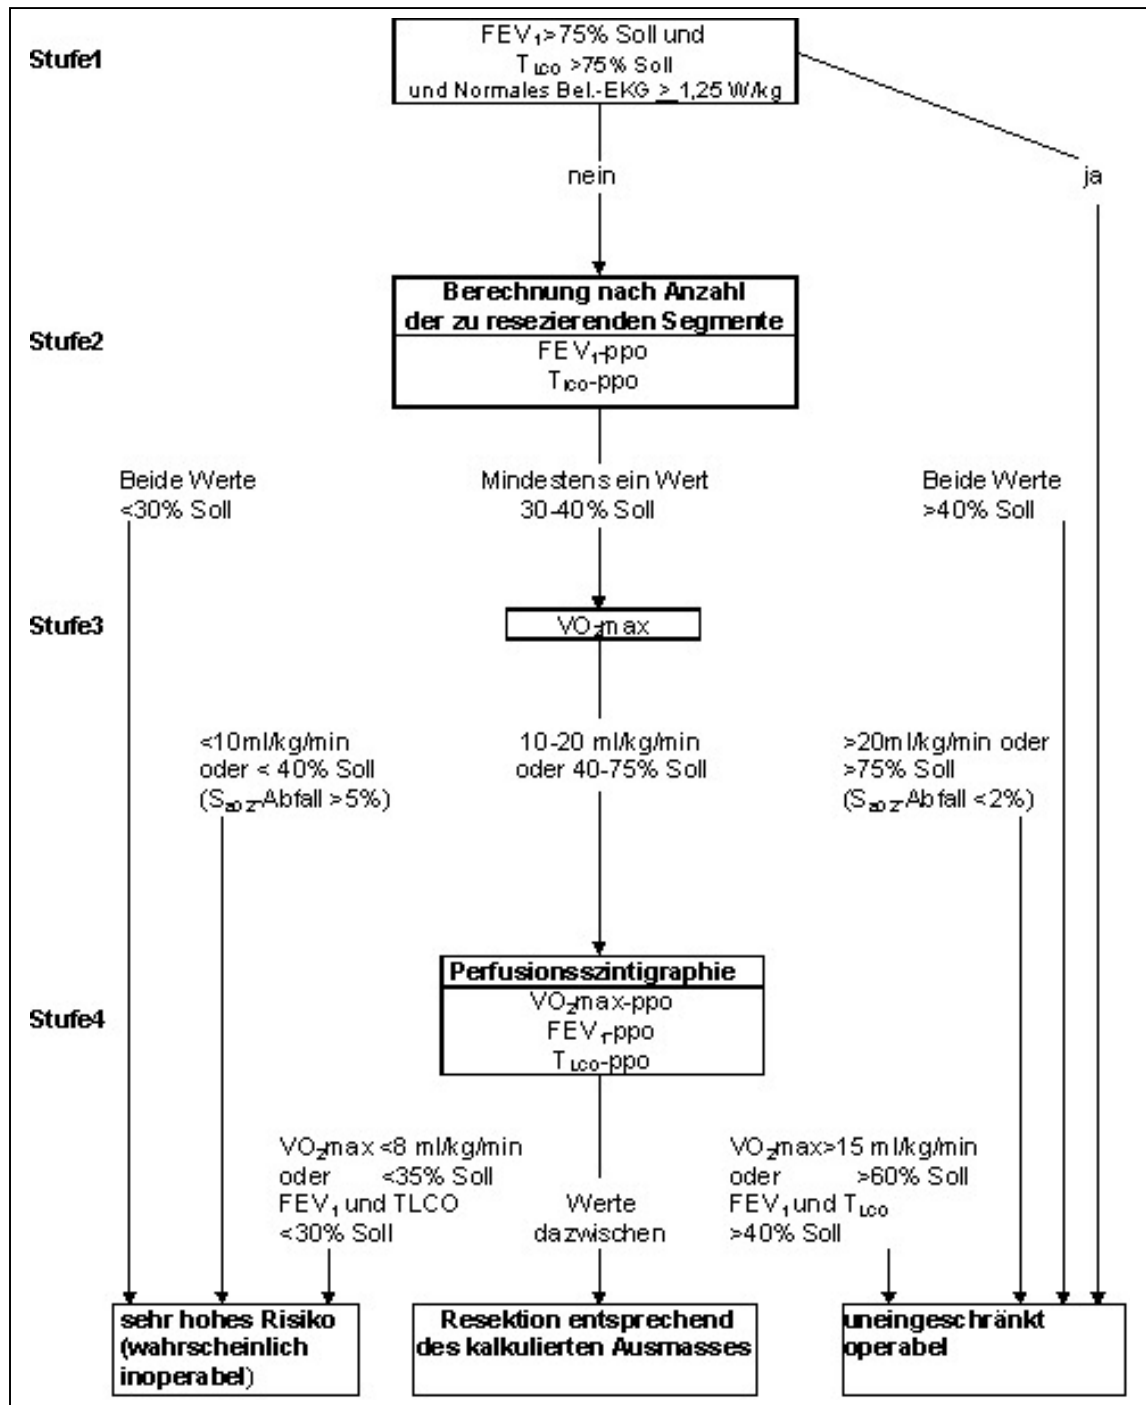 Stufe1
FEV1>75% Soll und
TLCO >75% Soll
und Normales Bel.-EKG ≥ 1,25 W/kg
nein
ja
Stufe2
Berechnung nach Anzahl
der zu resezierenden Segmente
FEV1-ppo
TlCO-ppo
Beide Werte
<30% Soll
Mindestens ein Wert
30-40% Soll
Beide Werte
>40% Soll
Stufe3
VO2max
<10ml/kg/min
oder < 40% Soll
(SaO2-Abfall >5%)
10-20 ml/kg/min
oder 40-75% Soll
>20ml/kg/min oder
>75% Soll
(SaO2-Abfall <2%)
Stufe4
Perfusionsszintigraphie
VO2max-ppo
FEV1-ppo
TLCO-ppo
VO2max <8 ml/kg/min
oder <35% Soll
FEV1 und TLCO
<30% Soll
Werte
dazwischen
VO2max>15 ml/kg/min
oder >60% Soll
FEV1 und TLCO
>40% Soll
sehr hohes Risiko
(wahrscheinlich
inoperabel)
Resektion entsprechend
des kalkulierten Ausmasses
uneingeschränkt
operabel